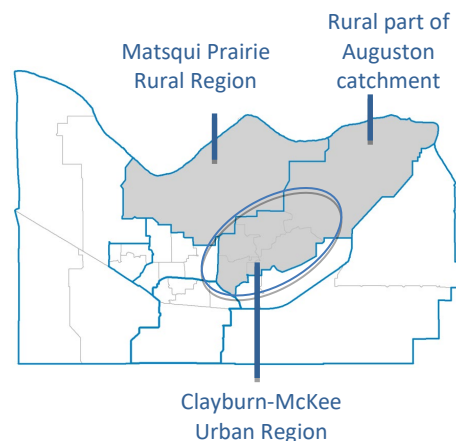 Rural part of
Auguston
catchment
Matsqui Prairie
Rural Region
Clayburn-McKee
Urban Region